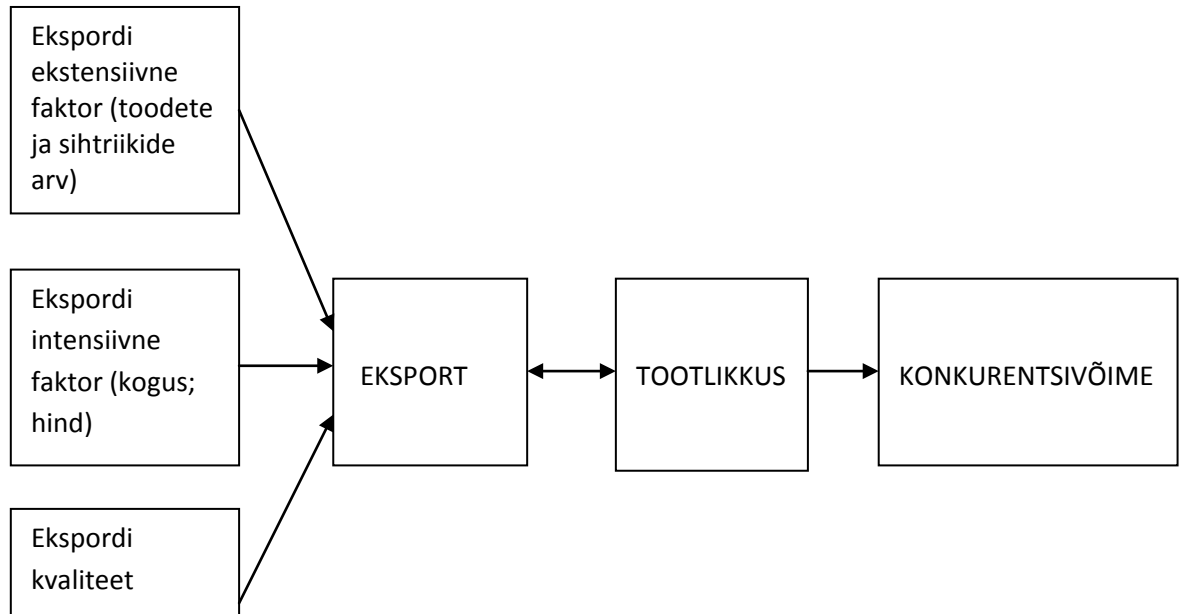 Ekspordi
ekstensiivne
faktor (toodete
ja sihtriikide
arv)
Ekspordi
intensiivne
faktor (kogus;
hind)
Ekspordi
kvaliteet
EKSPORT
TOOTLIKKUS
KONKURENTSIVÕIME